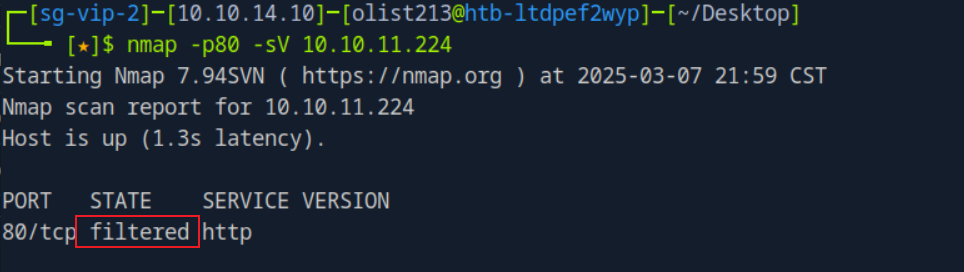 ┌─[sg-vip-2]─[10.10.14.10]─[olist213@htb-ltdpef2wyp]─[~/Desktop]
└──╼ [★]$ nmap -p80 -sV 10.10.11.224
Starting Nmap 7.94SVN ( https://nmap.org ) at 2025-03-07 21:59 CST
Nmap scan report for 10.10.11.224
Host is up (1.3s latency).
PORT   STATE    SERVICE VERSION
80/tcp filtered http